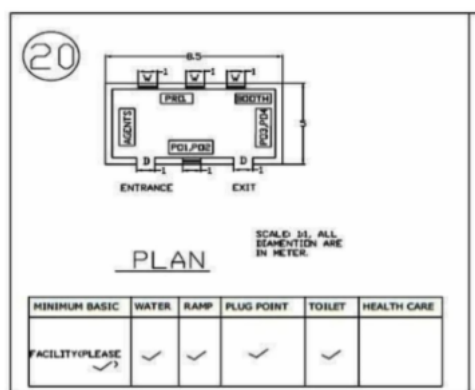 20
6.5
W 1 W 1 W 1
PRO. BOOTH
AGENTS
PO3,PO4
5
PO1,PO2
D 1 1 D 1
ENTRANCE EXIT
SCALE: 1:1, ALL
DIAMENTION ARE
IN METER.
PLAN
MINIMUM BASIC WATER RAMP PLUG POINT TOILET HEALTH CARE
FACILITY(PLEASE ✓) ✓ ✓ ✓ ✓